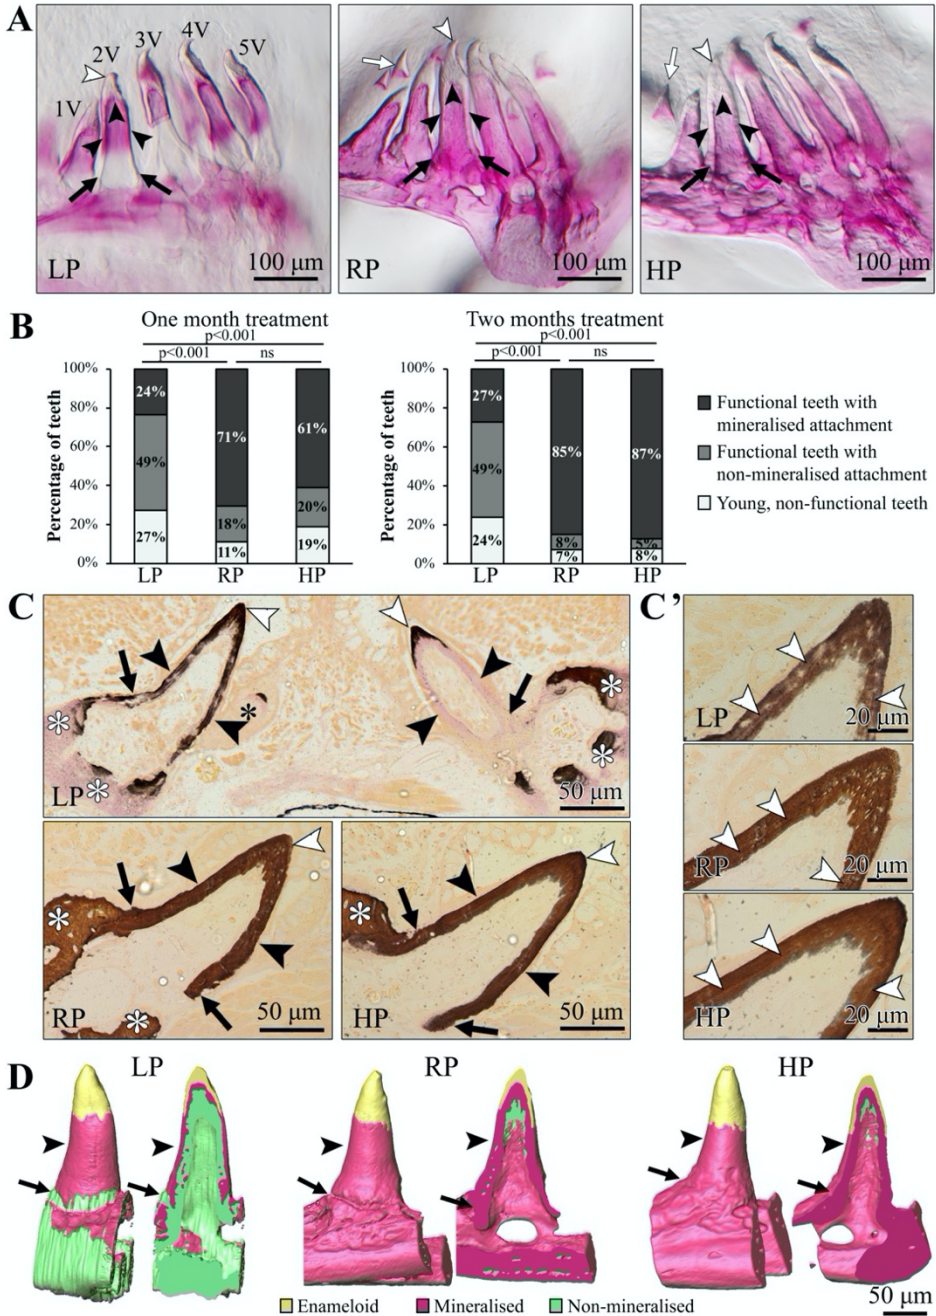 A
1V 2V 3V 4V 5V
LP 100 μm
RP 100 μm
HP 100 μm
B
One month treatment
p<0.001
p<0.001 ns
Percentage of teeth
100%
80%
60%
40%
20%
0%
24%
49%
27%
71%
18%
11%
61%
20%
19%
LP RP HP
Two months treatment
p<0.001
p<0.001 ns
Percentage of teeth
100%
80%
60%
40%
20%
0%
27%
49%
24%
85%
8%
7%
87%
5%
8%
LP RP HP
Functional teeth with
mineralised attachment
Functional teeth with
non-mineralised attachment
Young, non-functional teeth
C
LP 50 μm
RP 50 μm
HP 50 μm
C'
LP 20 μm
RP 20 μm
HP 20 μm
D
LP RP HP
Enameloid Mineralised Non-mineralised
50 μm